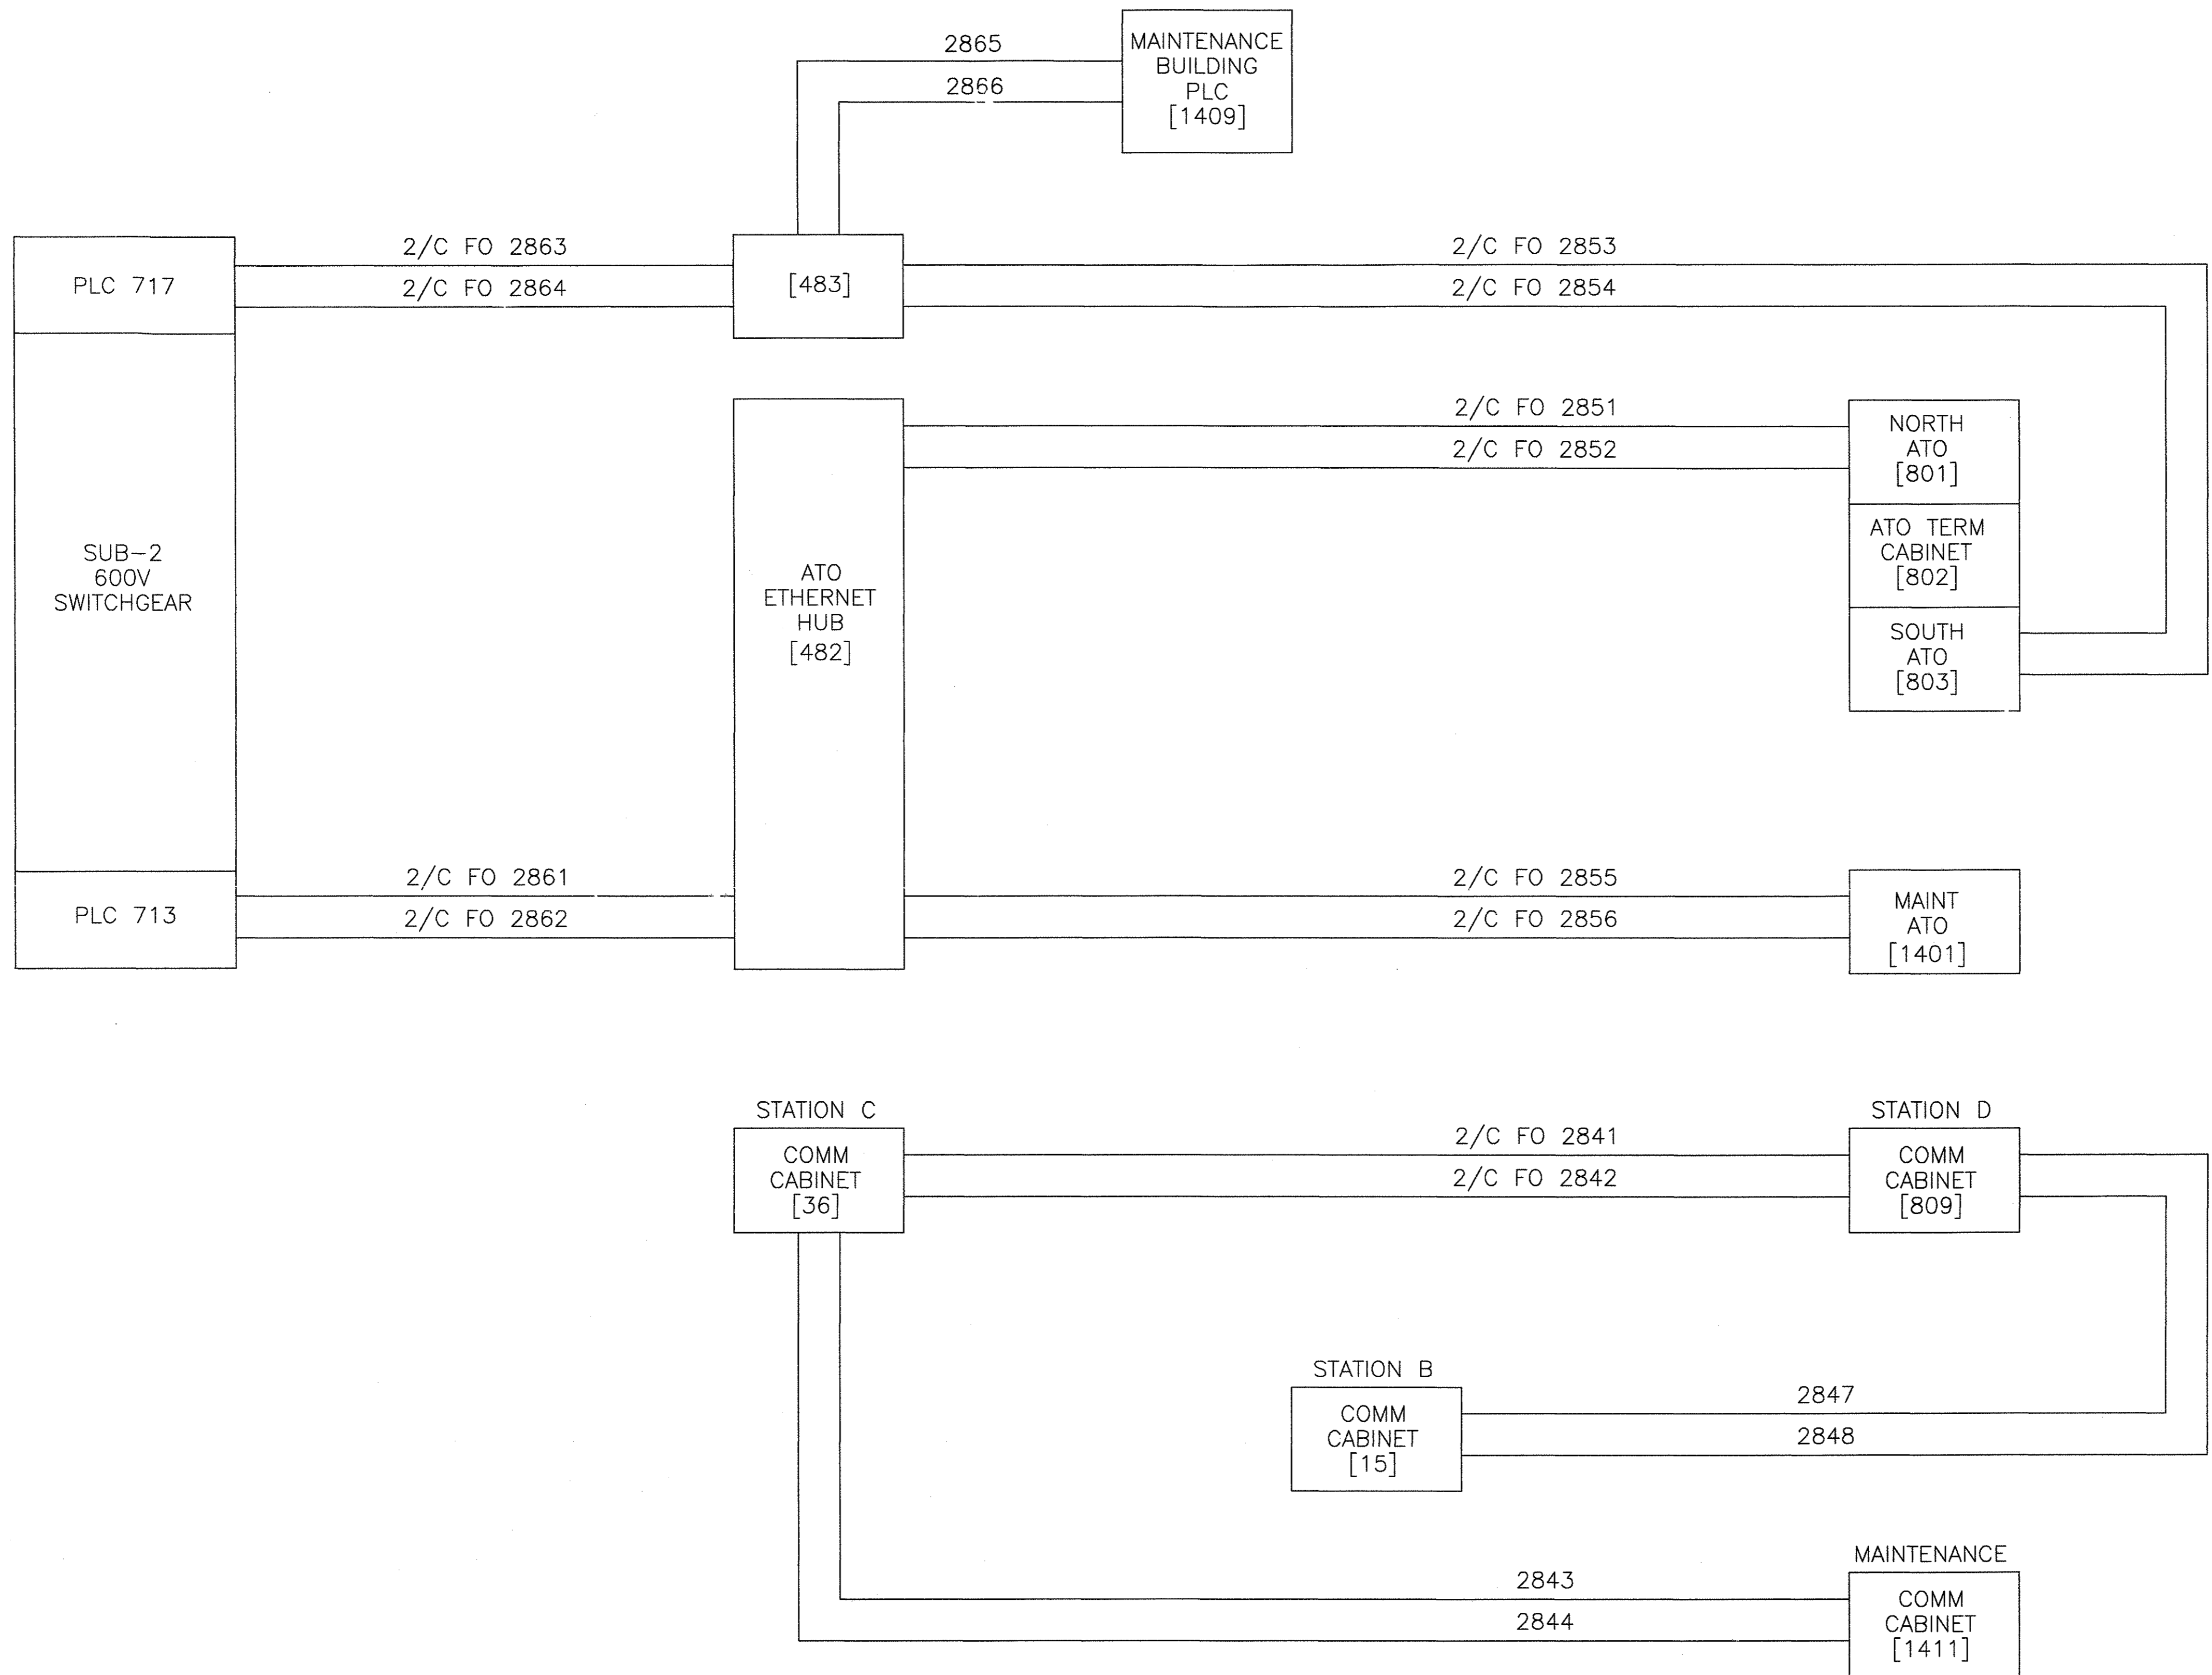 2865
2866
MAINTENANCE
BUILDING
PLC
[1409]
PLC 717
2/C FO 2863
2/C FO 2864
[483]
2/C FO 2853
2/C FO 2854
SUB-2
600V
SWITCHGEAR
ATO
ETHERNET
HUB
[482]
2/C FO 2851
2/C FO 2852
NORTH
ATO
[801]
ATO TERM
CABINET
[802]
SOUTH
ATO
[803]
PLC 713
2/C FO 2861
2/C FO 2862
2/C FO 2855
2/C FO 2856
MAINT
ATO
[1401]
STATION C
COMM
CABINET
[36]
2/C FO 2841
2/C FO 2842
STATION D
COMM
CABINET
[809]
STATION B
COMM
CABINET
[15]
2847
2848
2843
2844
MAINTENANCE
COMM
CABINET
[1411]